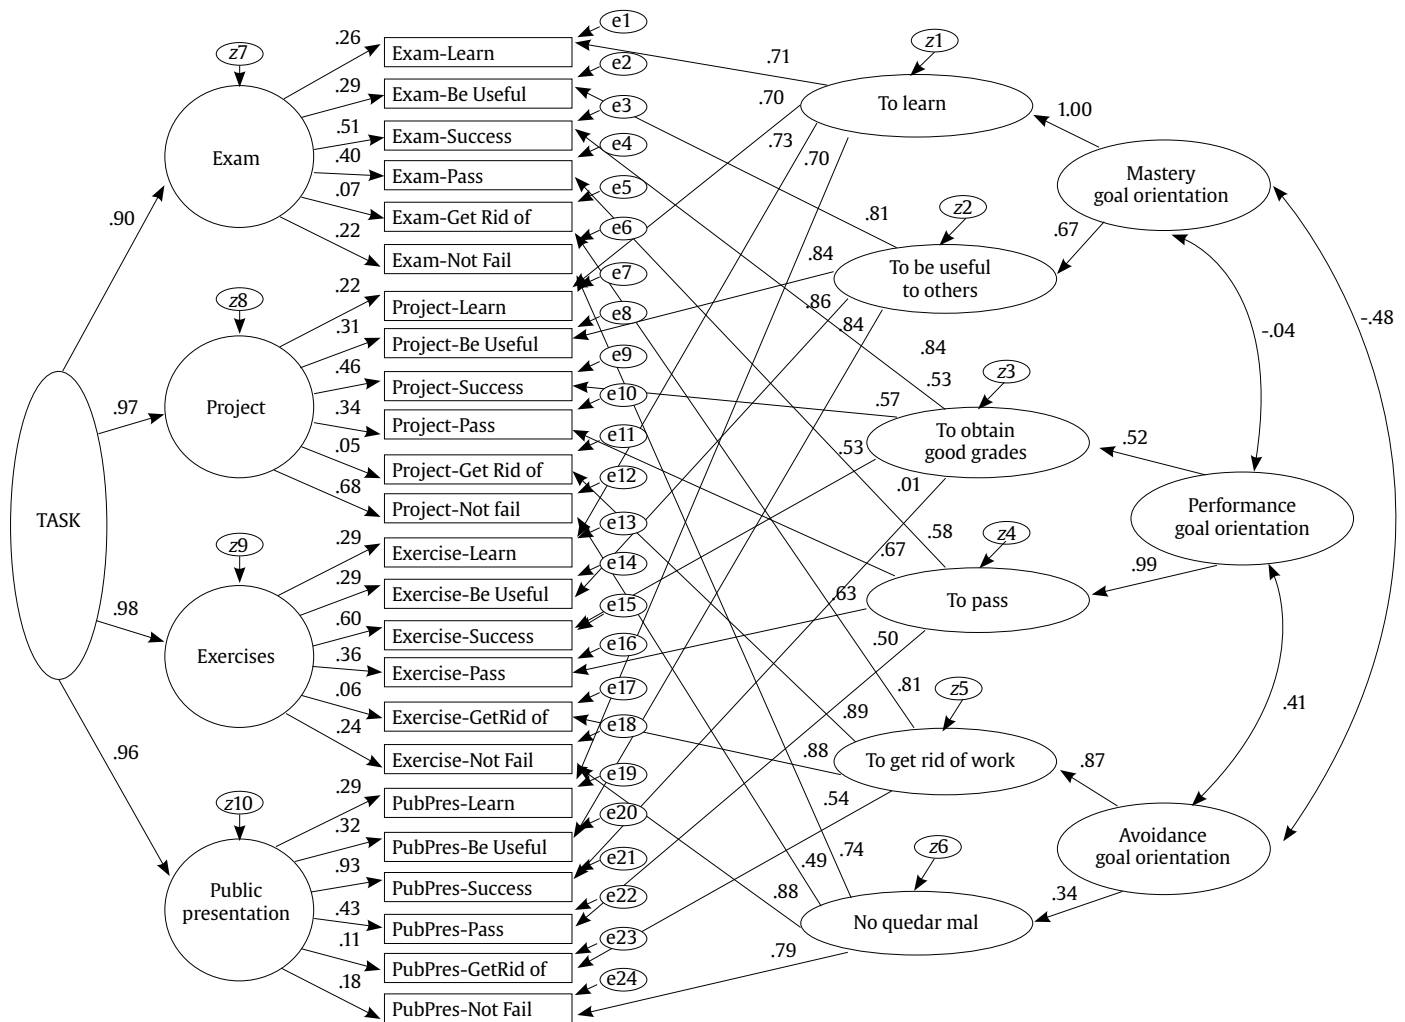 TASK
.90
.97
.98
.96
z7
Exam
.26
.29
.51
.40
.07
.22
z8
Project
.22
.31
.46
.34
.05
.68
z9
Exercises
.29
.29
.60
.36
.06
.24
z10
Public
presentation
.29
.32
.93
.43
.11
.18
Exam-Learn
Exam-Be Useful
Exam-Success
Exam-Pass
Exam-Get Rid of
Exam-Not Fail
Project-Learn
Project-Be Useful
Project-Success
Project-Pass
Project-Get Rid of
Project-Not fail
Exercise-Learn
Exercise-Be Useful
Exercise-Success
Exercise-Pass
Exercise-GetRid of
Exercise-Not Fail
PubPres-Learn
PubPres-Be Useful
PubPres-Success
PubPres-Pass
PubPres-GetRid of
PubPres-Not Fail
e1
e2
e3
e4
e5
e6
e7
e8
e9
e10
e11
e12
e13
e14
e15
e16
e17
e18
e19
e20
e21
e22
e23
e24
.71
.70
.73
.70
.81
.84
.86
.84
.84
.53
.57
.53
.01
.58
.67
.63
.50
.81
.89
.88
.54
.74
.49
.88
.79
z1
To learn
z2
To be useful
to others
z3
To obtain
good grades
z4
To pass
z5
To get rid of work
z6
No quedar mal
1.00
.67
.52
.99
.87
.34
Mastery
goal orientation
Performance
goal orientation
Avoidance
goal orientation
-.04
-.48
.41